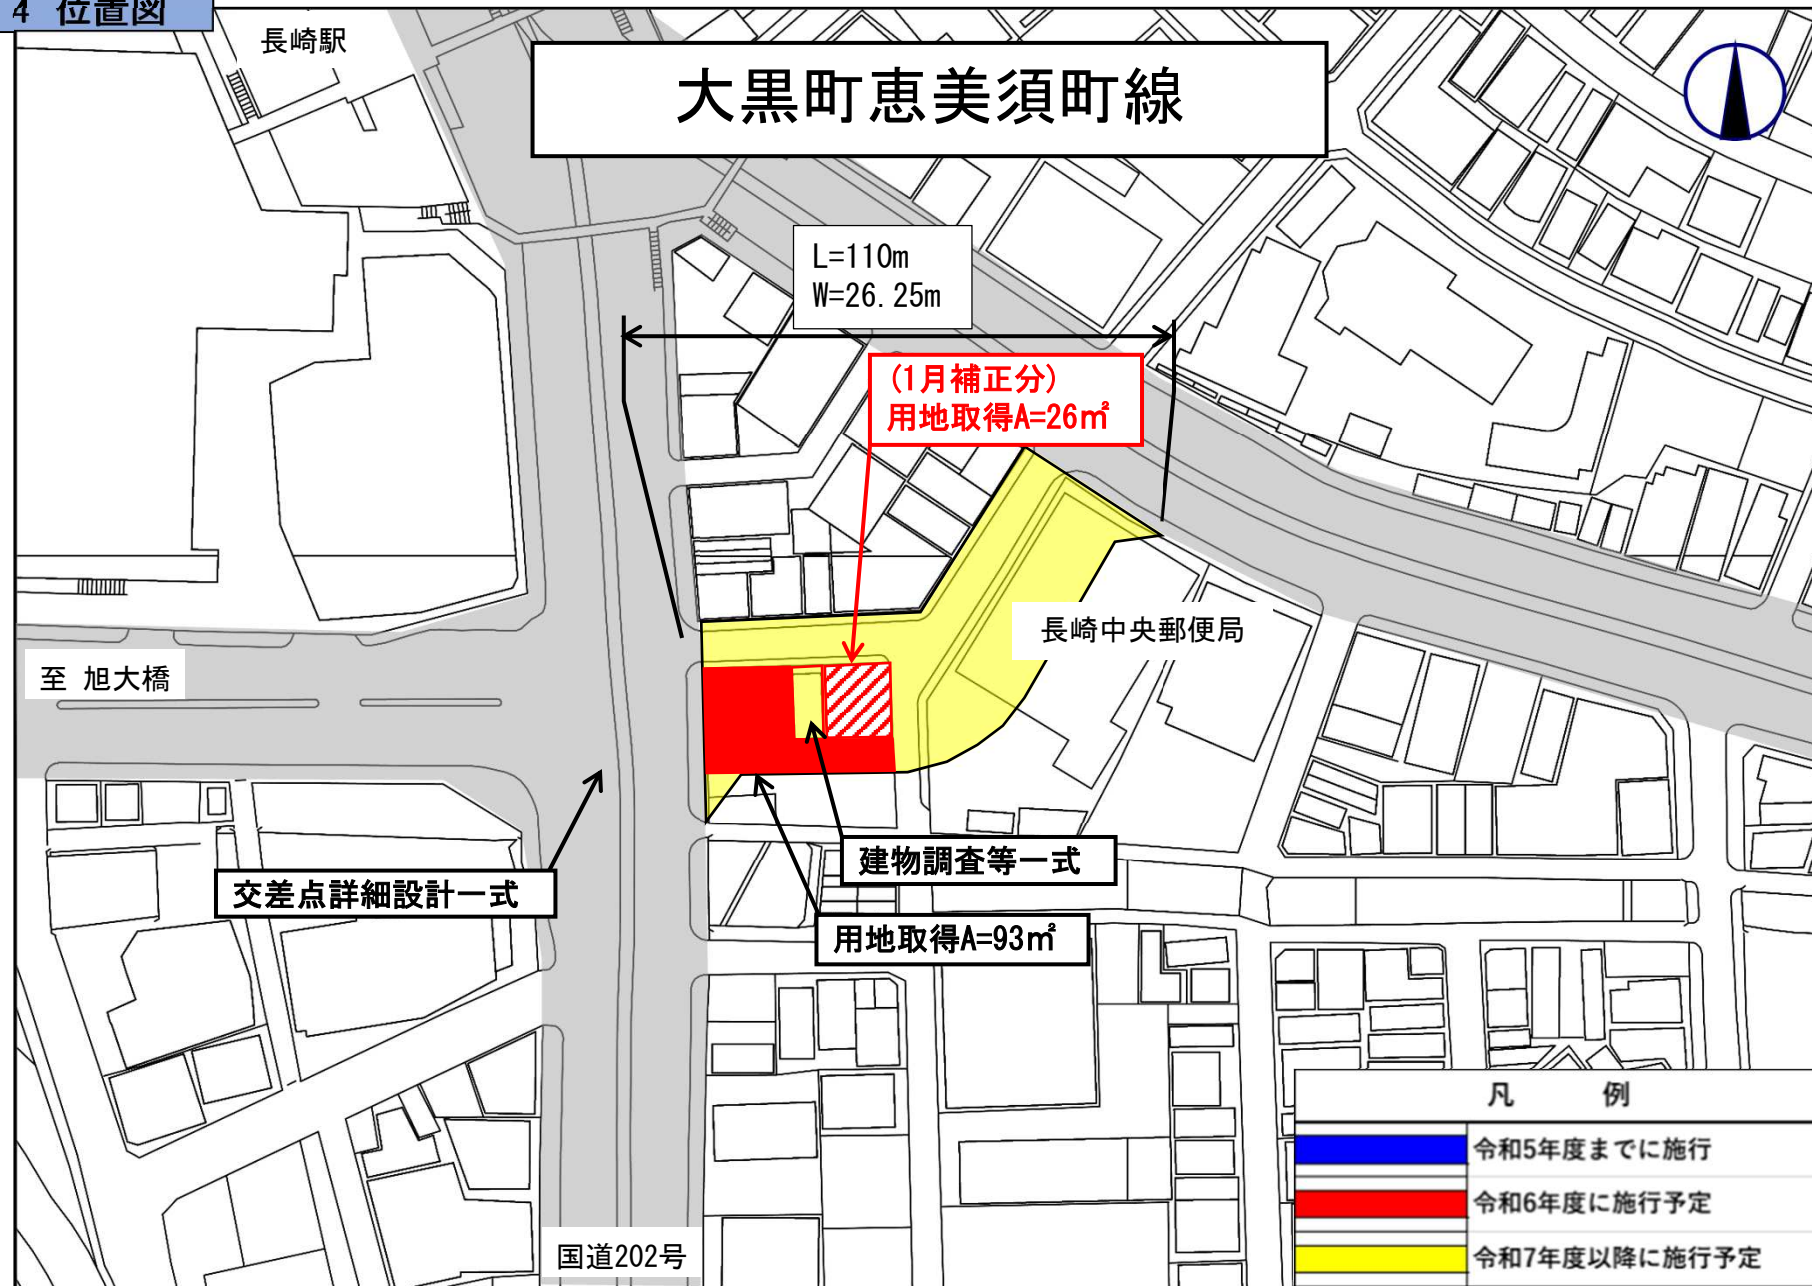 4 位置図
長崎駅
大黒町恵美須町線
L=110m
W=26.25m
(1月補正分)
用地取得A=26㎡
長崎中央郵便局
至 旭大橋
建物調査等一式
交差点詳細設計一式
用地取得A=93㎡
国道202号
凡 例
令和5年度までに施行
令和6年度に施行予定
令和7年度以降に施行予定